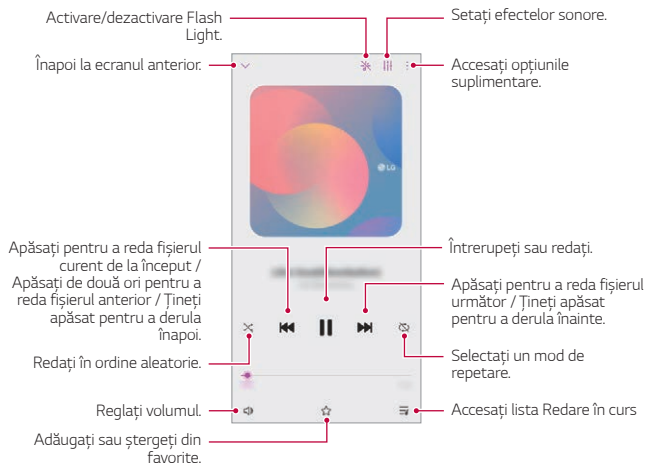 Activare/dezactivare Flash
Light.
Setați efectelor sonore.
Înapoi la ecranul anterior.
Accesați opțiunile
suplimentare.
LG
Apăsați pentru a reda fișierul
curent de la început /
Apăsați de două ori pentru a
reda fișierul anterior / Țineți
apăsat pentru a derula
înapoi.
Întrerupeți sau redați.
Apăsați pentru a reda fișierul
următor / Țineți apăsat
pentru a derula înainte.
Redați în ordine aleatorie.
Selectați un mod de
repetare.
Reglați volumul.
Accesați lista Redare în curs
Adăugați sau ștergeți din
favorite.